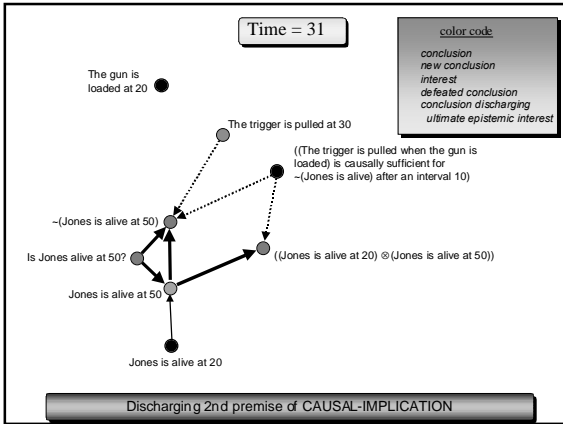 Time = 31
color code
conclusion
new conclusion
interest
defeated conclusion
conclusion discharging
ultimate epistemic interest
The gun is
loaded at 20
The trigger is pulled at 30
((The trigger is pulled when the gun is
loaded) is causally sufficient for
~(Jones is alive) after an interval 10)
~(Jones is alive at 50)
Is Jones alive at 50?
((Jones is alive at 20) ⊗(Jones is alive at 50))
Jones is alive at 50
Jones is alive at 20
Discharging 2nd premise of CAUSAL-IMPLICATION